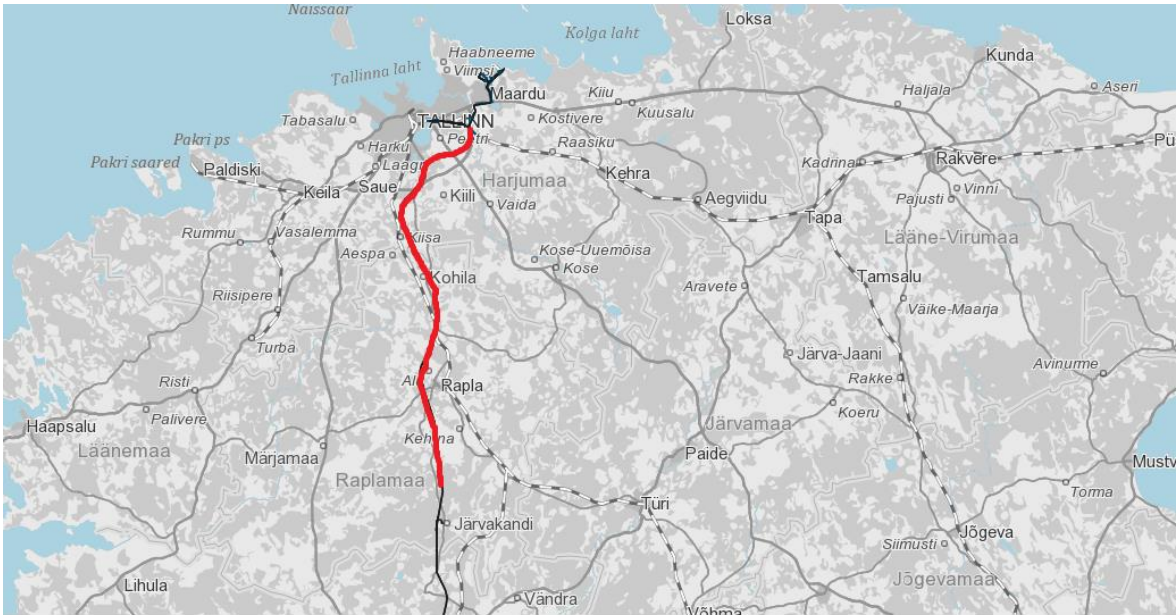 Naissaar
Loksa
Kolga laht
Haabneeme
Viimsi
Tallinna laht
Kunda
Aseri
Maardu
Kiiu
Haljala
Kuusalu
Tabasalu
TALLINN
Kostivere
Pakri ps
Harku
Raasiku
Pakri saared
Paldiski
Laagri
Kadrina
Rakvere
Kehra
Harjumaa
Keila
Saue
Kiili
Vaida
Aegviidu
Vinni
Pajusti
Tapa
Rummu
Vasalemma
Kiisa
Aespa
Kose-Uuemõisa
Kose
Lääne-Virumaa
Kohila
Tamsalu
Aravete
Riisipere
Väike-Maarja
Turba
Järva-Jaani
Avinurme
Risti
Rapla
Rakke
Palivere
Koeru
Haapsalu
Järvamaa
Läänemaa
Märjamaa
Paide
Raplamaa
Torma
Türi
Järvakandi
Jõgeva
Siimusti
Lihula
Jõgevamaa
Vändra
Võhma